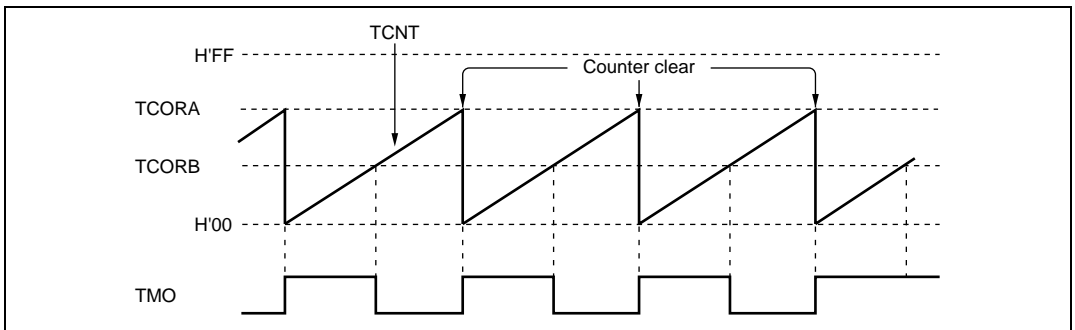 TCNT
H'FF
Counter clear
TCORA
TCORB
H'00
TMO